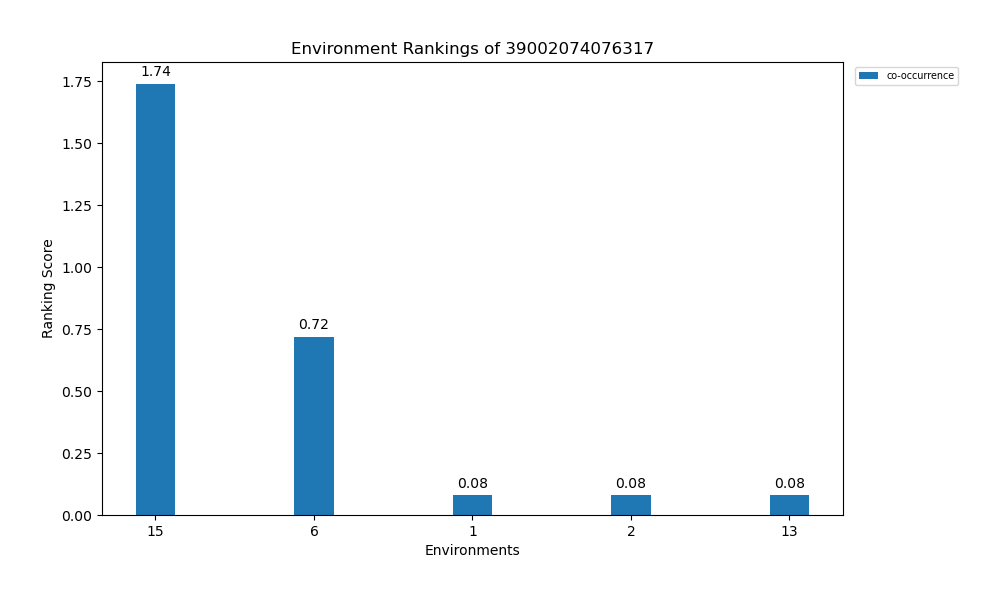 Environment Rankings of 39002074076317
co-occurrence
Ranking Score
1.75
1.50
1.25
1.00
0.75
0.50
0.25
0.00
1.74
0.72
0.08
0.08
0.08
15 6 1 2 13
Environments